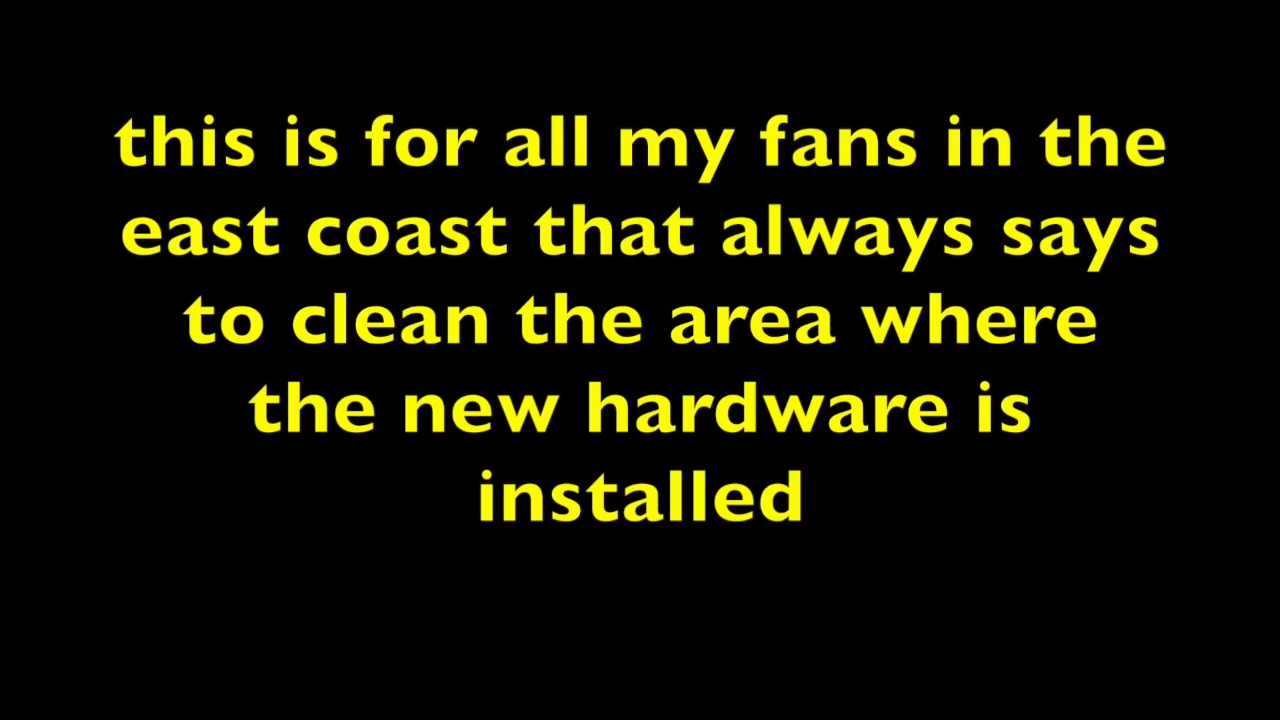 this is for all my fans in the
east coast that always says
to clean the area where
the new hardware is
installed